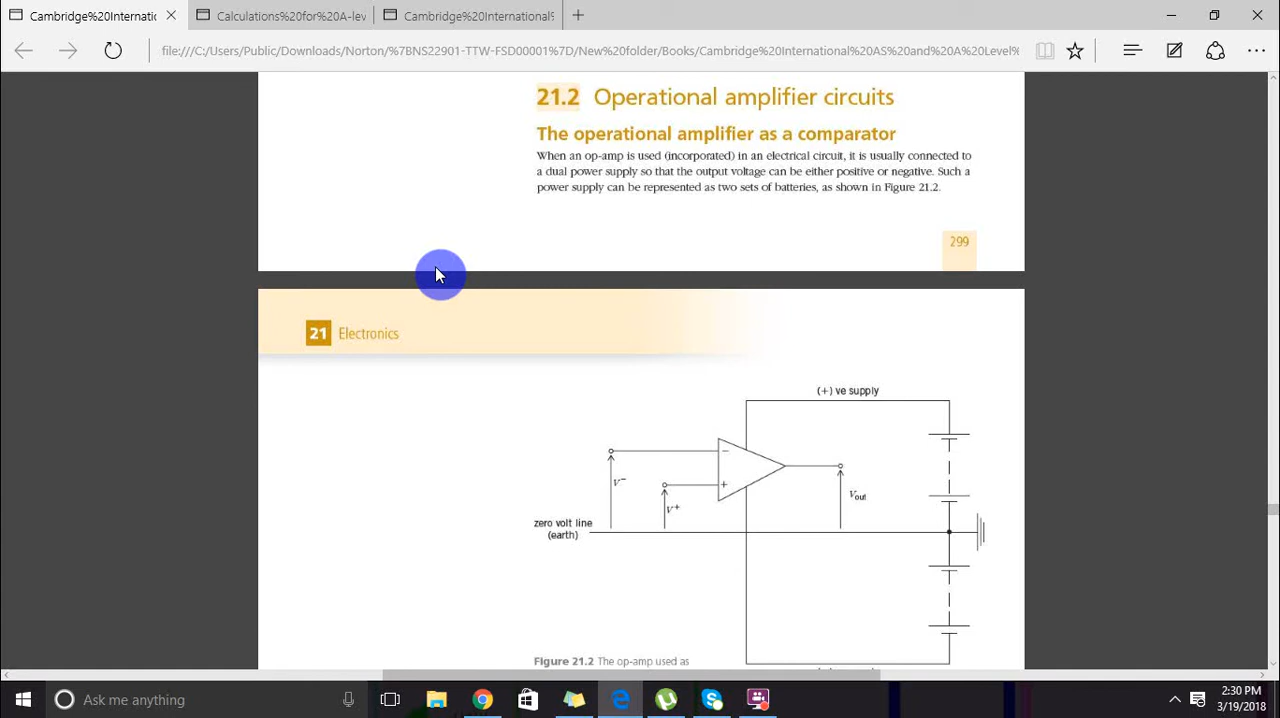 Cambridge%20Internatic
Calculations%20for%20A-lev
Cambridge%20International%
file:///C:/Users/Public/Downloads/Norton/%7BNS22901-TTW-FSD00001%7D/New%20folder/Books/Cambridge%20International%20AS%20and%20A%20Level%
21.2 Operational amplifier circuits
The operational amplifier as a comparator
When an op-amp is used (incorporated) in an electrical circuit, it is usually connected to
a dual power supply so that the output voltage can be either positive or negative. Such a
power supply can be represented as two sets of batteries, as shown in Figure 21.2.
299
21 Electronics
(+) ve supply
−
V⁻
+
V⁺
Vout
zero volt line
(earth)
Figure 21.2 The op-amp used as
Ask me anything
2:30 PM
3/19/2018